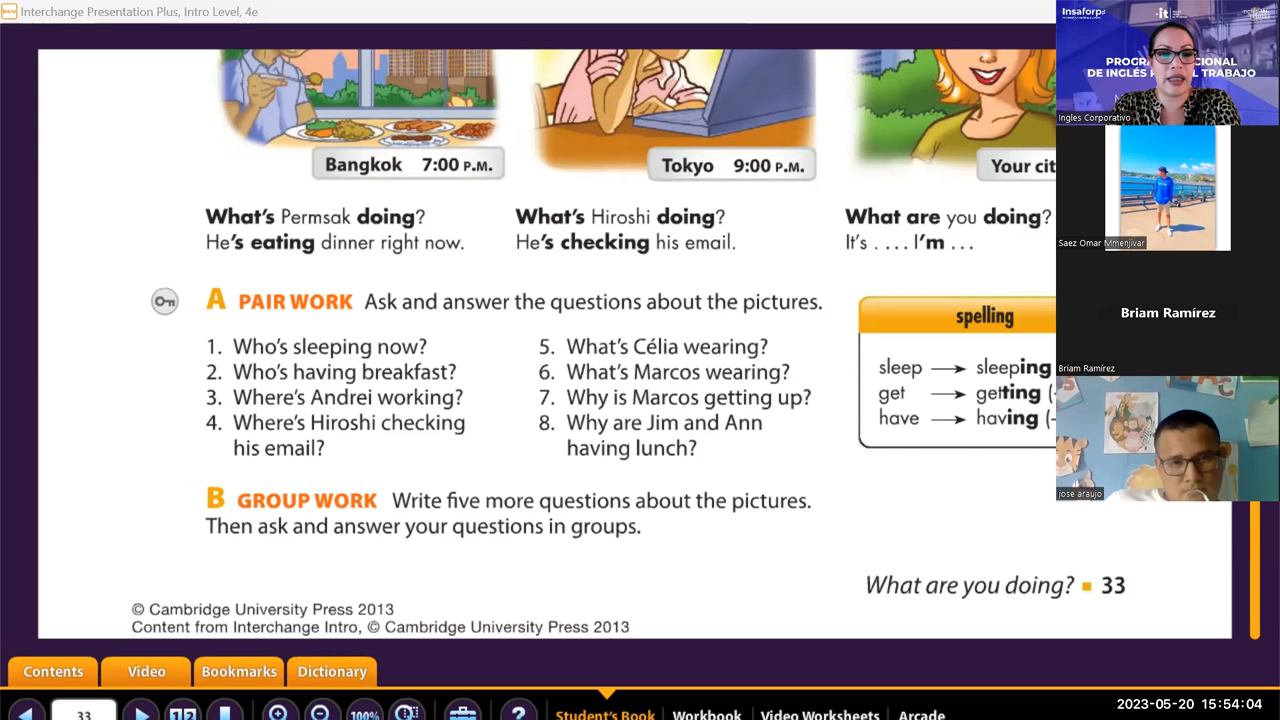 Interchange Presentation Plus, Intro Level, 4e
Bangkok 7:00 P.M.
Tokyo 9:00 P.M.
Your cit
What's Permsak doing?
He's eating dinner right now.
What's Hiroshi doing?
He's checking his email.
What are you doing?
It's . . . . I'm . . .
A PAIR WORK Ask and answer the questions about the pictures.
1. Who's sleeping now?
2. Who's having breakfast?
3. Where's Andrei working?
4. Where's Hiroshi checking
his email?
5. What's Célia wearing?
6. What's Marcos wearing?
7. Why is Marcos getting up?
8. Why are Jim and Ann
having lunch?
spelling
sleep → sleeping
get → getting (
have → having (
B GROUP WORK Write five more questions about the pictures.
Then ask and answer your questions in groups.
What are you doing? 33
© Cambridge University Press 2013
Content from Interchange Intro, © Cambridge University Press 2013
Contents
Video
Bookmarks
Dictionary
33
100%
?
Student's Book
Workbook
Video Worksheets
Arcade
Insaforp
it
DE INGLÉS
L TRABAJO
Ingles Corporativo
Saez Omar Mmenjivar
Briam Ramírez
Briam Ramírez
jose araujo
2023-05-20 15:54:04